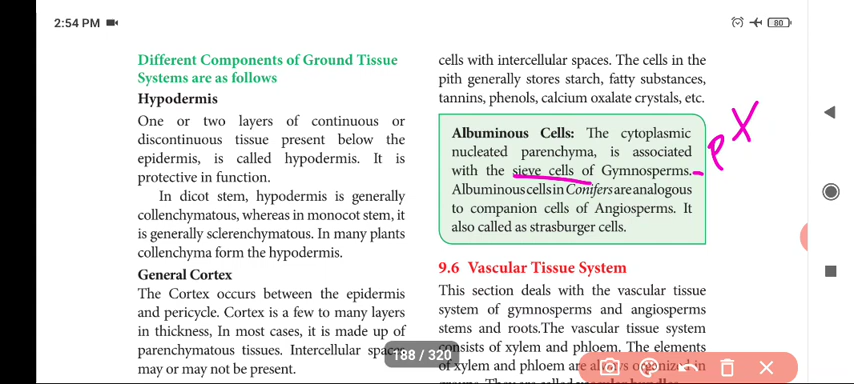 2:54 PM
80
Different Components of Ground Tissue
Systems are as follows
Hypodermis
One or two layers of continuous or
discontinuous tissue present below the
epidermis, is called hypodermis. It is
protective in function.
In dicot stem, hypodermis is generally
collenchymatous, whereas in monocot stem, it
is generally sclerenchymatous. In many plants
collenchyma form the hypodermis.
General Cortex
The Cortex occurs between the epidermis
and pericycle. Cortex is a few to many layers
in thickness, In most cases, it is made up of
parenchymatous tissues. Intercellular spaces
may or may not be present.
cells with intercellular spaces. The cells in the
pith generally stores starch, fatty substances,
tannins, phenols, calcium oxalate crystals, etc.
Albuminous Cells: The cytoplasmic
nucleated parenchyma, is associated
with the sieve cells of Gymnosperms.
Albuminous cells in Conifers are analogous
to companion cells of Angiosperms. It
also called as strasburger cells.
9.6 Vascular Tissue System
This section deals with the vascular tissue
system of gymnosperms and angiosperms
stems and roots.The vascular tissue system
consists of xylem and phloem. The elements
of xylem and phloem are always organized in
groups. They are called vascular bundles
188 / 320